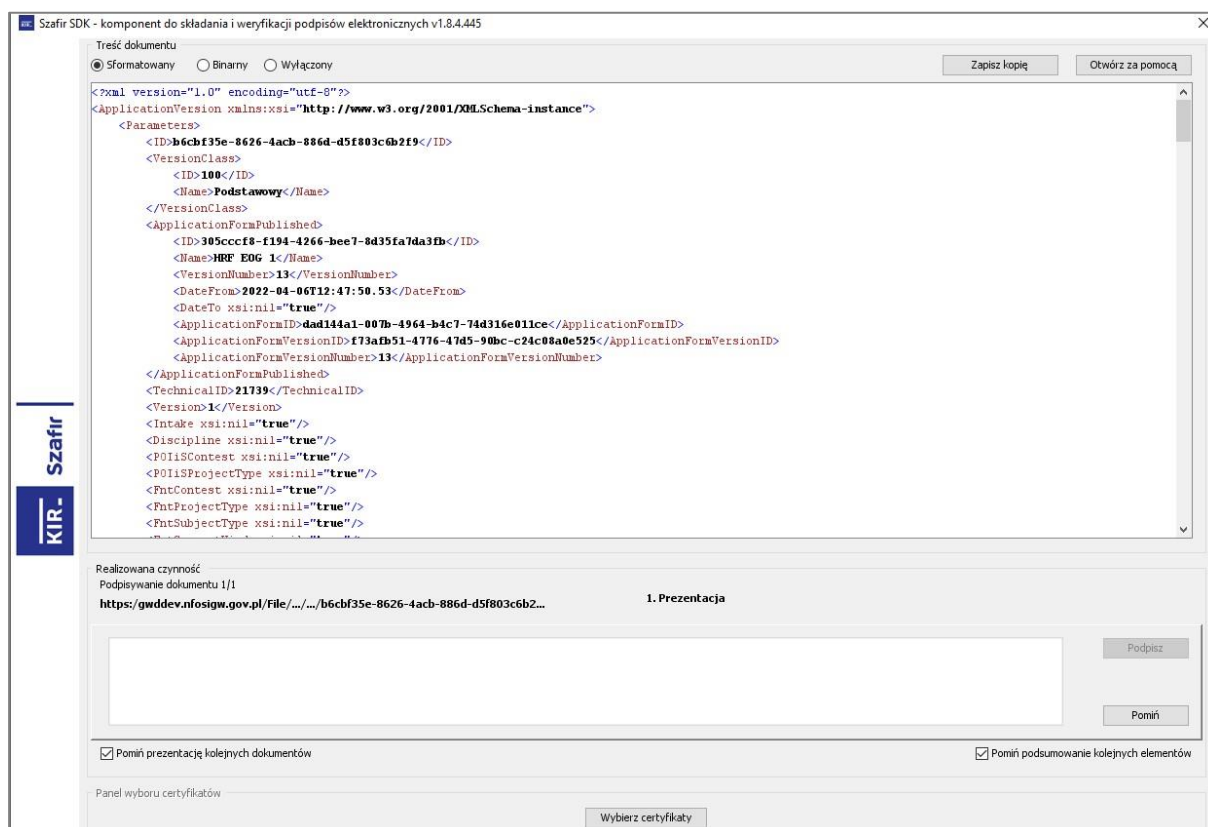 Szafir SDK - komponent do składania i weryfikacji podpisów elektronicznych v1.8.4.445
Treść dokumentu
Sformatowany Binarny Wyłączony Zapisz kopię Otwórz za pomocą
<?xml version="1.0" encoding="utf-8"?>
<ApplicationVersion xmlns:xsi="http://www.w3.org/2001/XMLSchema-instance">
<Parameters>
<ID>b6cbf35e-8626-4acb-886d-d5f803c6b2f9</ID>
<VersionClass>
<ID>100</ID>
<Name>Podstawowy</Name>
</VersionClass>
<ApplicationFormPublished>
<ID>305cccf8-f194-4266-bee7-8d35fa7da3fb</ID>
<Name>HRF EOG 1</Name>
<VersionNumber>13</VersionNumber>
<DateFrom>2022-04-06T12:47:50.53</DateFrom>
<DateTo xsi:nil="true"/>
<ApplicationFormID>dad144a1-007b-4964-b4c7-74d316e011ce</ApplicationFormID>
<ApplicationFormVersionID>f73afb51-4776-47d5-90bc-c24c08a0e525</ApplicationFormVersionID>
<ApplicationFormVersionNumber>13</ApplicationFormVersionNumber>
</ApplicationFormPublished>
<TechnicalID>21739</TechnicalID>
<Version>1</Version>
<Intake xsi:nil="true"/>
<Discipline xsi:nil="true"/>
<POIiSContest xsi:nil="true"/>
<POIiSProjectType xsi:nil="true"/>
<FntContest xsi:nil="true"/>
<FntProjectType xsi:nil="true"/>
<FntSubjectType xsi:nil="true"/>
KIR. Szafir
Realizowana czynność
Podpisywanie dokumentu 1/1
https:/gwddev.nfosigw.gov.pl/File/.../.../b6cbf35e-8626-4acb-886d-d5f803c6b2... 1. Prezentacja
Podpisz
Pomiń
Pomiń prezentację kolejnych dokumentów Pomiń podsumowanie kolejnych elementów
Panel wyboru certyfikatów
Wybierz certyfikaty